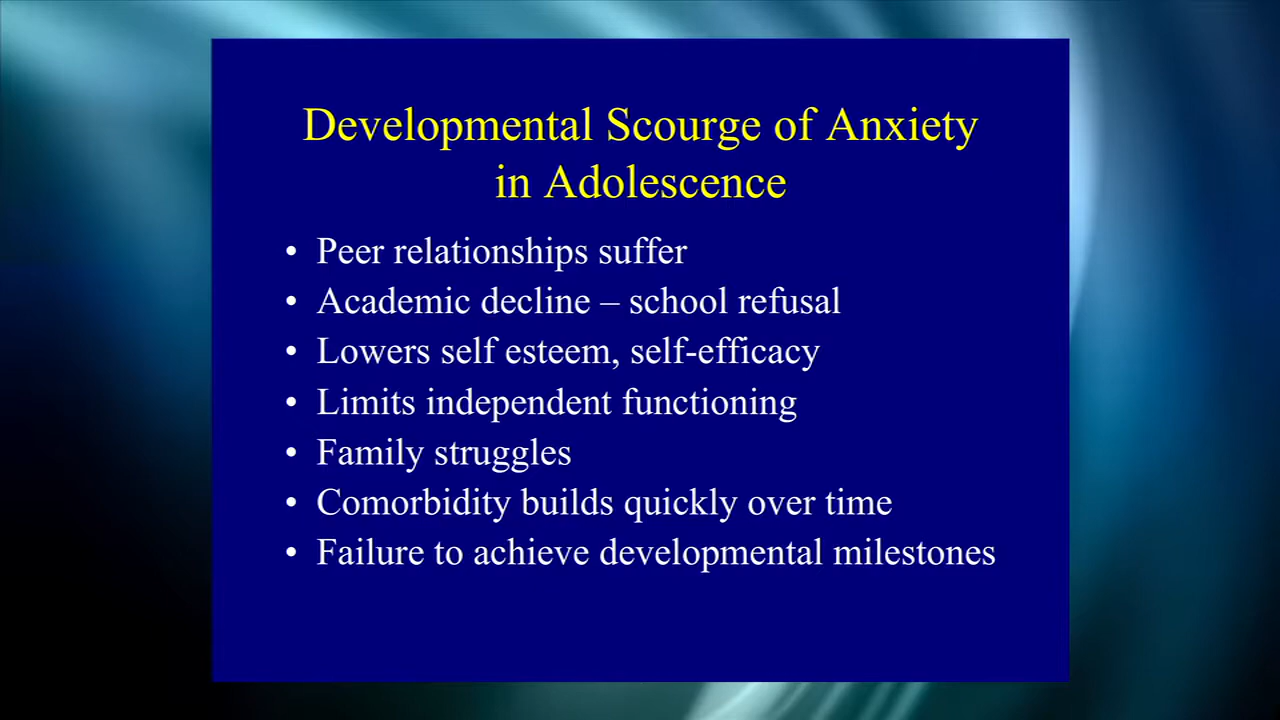 Developmental Scourge of Anxiety
in Adolescence
• Peer relationships suffer
• Academic decline – school refusal
• Lowers self esteem, self-efficacy
• Limits independent functioning
• Family struggles
• Comorbidity builds quickly over time
• Failure to achieve developmental milestones